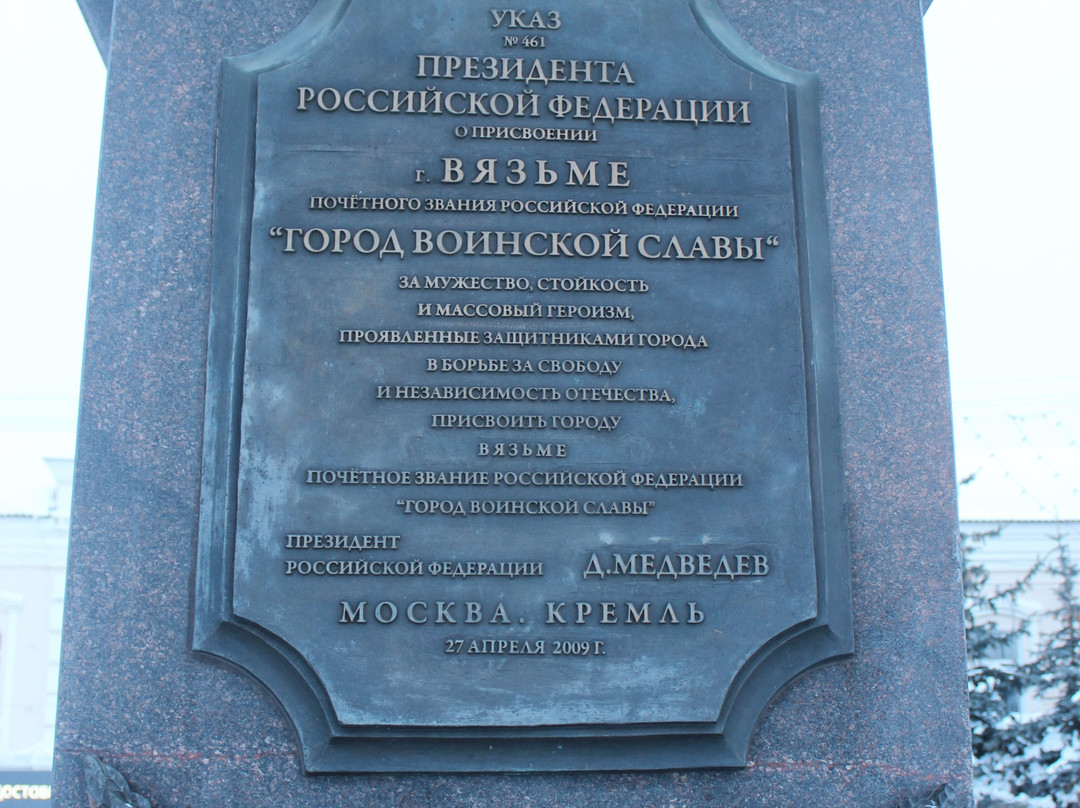 УКАЗ
№ 461
ПРЕЗИДЕНТА
РОССИЙСКОЙ ФЕДЕРАЦИИ
О ПРИСВОЕНИИ
г. ВЯЗЬМЕ
ПОЧЁТНОГО ЗВАНИЯ РОССИЙСКОЙ ФЕДЕРАЦИИ
“ГОРОД ВОИНСКОЙ СЛАВЫ“
ЗА МУЖЕСТВО, СТОЙКОСТЬ
И МАССОВЫЙ ГЕРОИЗМ,
ПРОЯВЛЕННЫЕ ЗАЩИТНИКАМИ ГОРОДА
В БОРЬБЕ ЗА СВОБОДУ
И НЕЗАВИСИМОСТЬ ОТЕЧЕСТВА,
ПРИСВОИТЬ ГОРОДУ
ВЯЗЬМЕ
ПОЧЁТНОЕ ЗВАНИЕ РОССИЙСКОЙ ФЕДЕРАЦИИ
“ГОРОД ВОИНСКОЙ СЛАВЫ”
ПРЕЗИДЕНТ
РОССИЙСКОЙ ФЕДЕРАЦИИ Д.МЕДВЕДЕВ
МОСКВА. КРЕМЛЬ
27 АПРЕЛЯ 2009 Г.